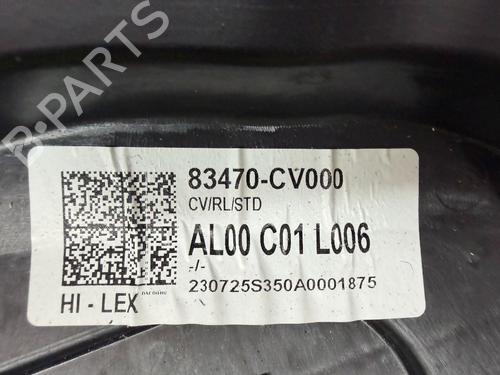 B-PARTS
83470-CV000
CV/RL/STD
AL00 C01 L006
-/-
230725S350A0001875
HI - LEX